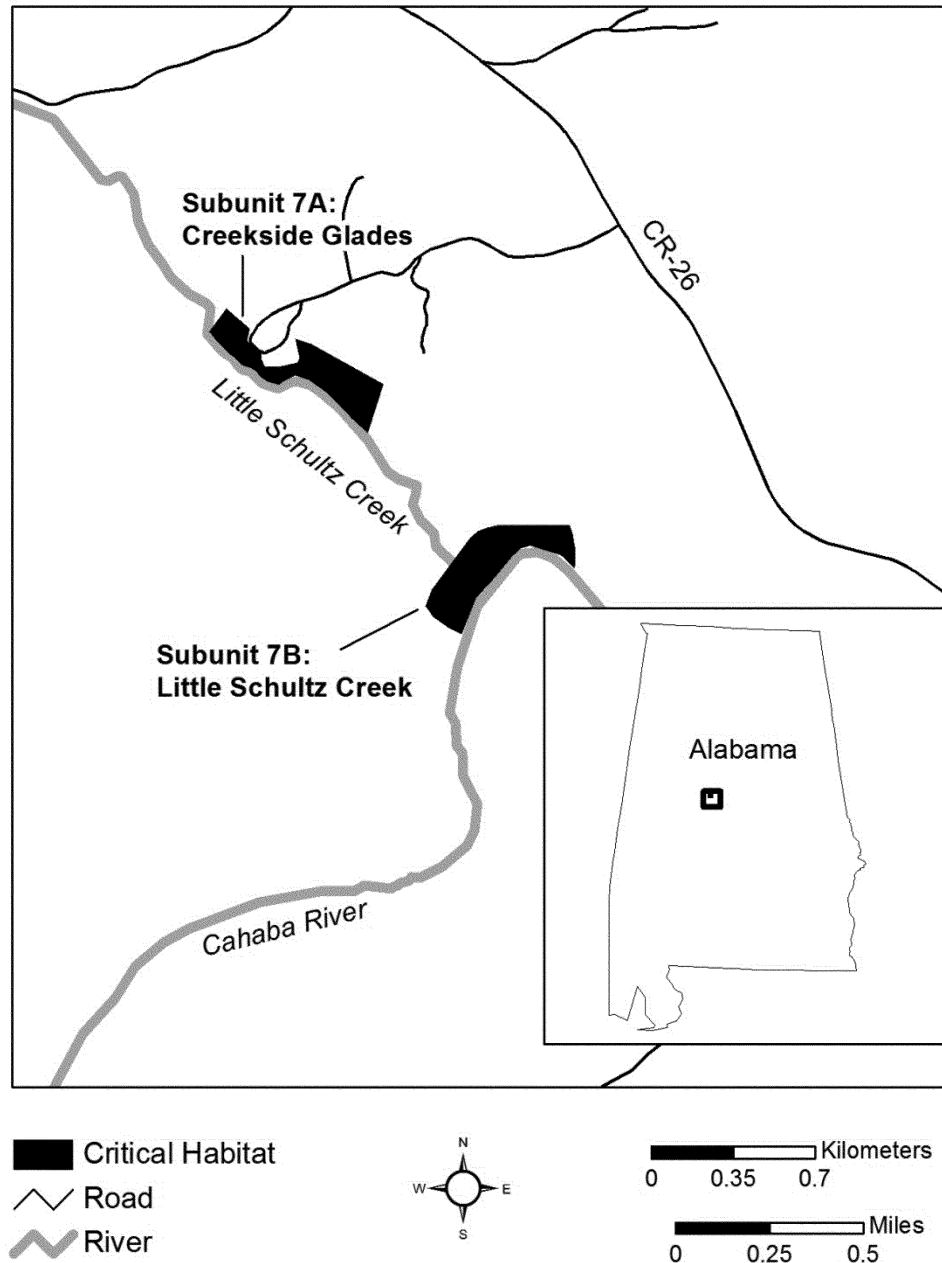 Subunit 7A:
Creekside Glades
CR-26
Little Schultz Creek
Subunit 7B:
Little Schultz Creek
Alabama
Cahaba River
Critical Habitat
Road
River
N
W E
S
Kilometers
0 0.35 0.7
Miles
0 0.25 0.5